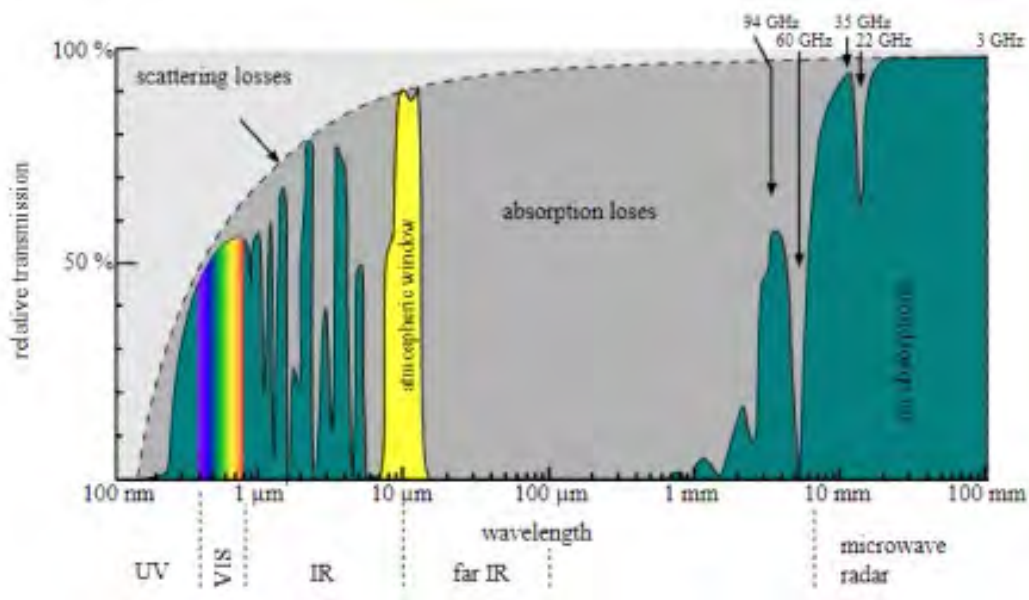 94 GHz
35 GHz
60 GHz
22 GHz
3 GHz
100 %
scattering losses
absorption loses
50 %
relative transmission
atmospheric window
no absorption
100 nm
1 µm
10 µm
100 µm
1 mm
10 mm
100 mm
wavelength
UV
VIS
IR
far IR
microwave
radar